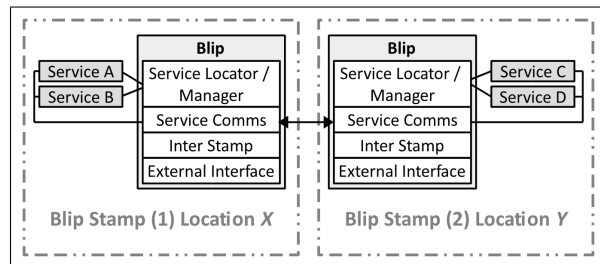 Blip
Service A
Service B
Service Locator /
Manager
Service Comms
Inter Stamp
External Interface
Blip Stamp (1) Location X
Blip
Service Locator /
Manager
Service Comms
Inter Stamp
External Interface
Service C
Service D
Blip Stamp (2) Location Y